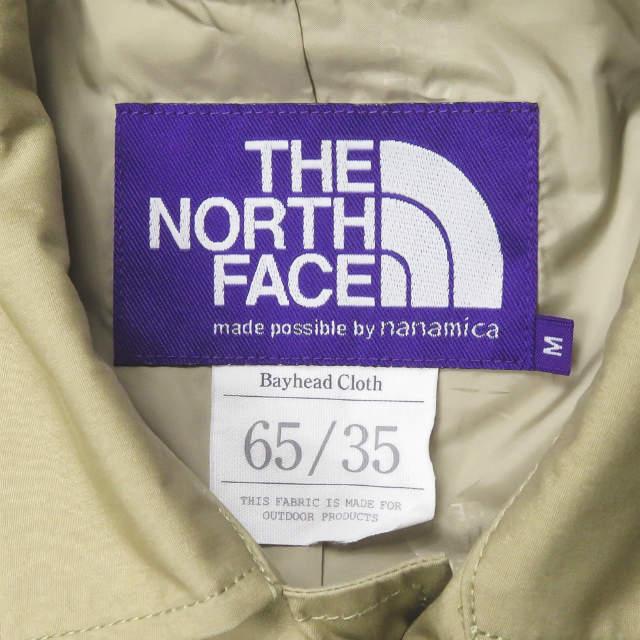 THE
NORTH
FACE
made possible by nanamica
M
Bayhead Cloth
65/35
THIS FABRIC IS MADE FOR
OUTDOOR PRODUCTS